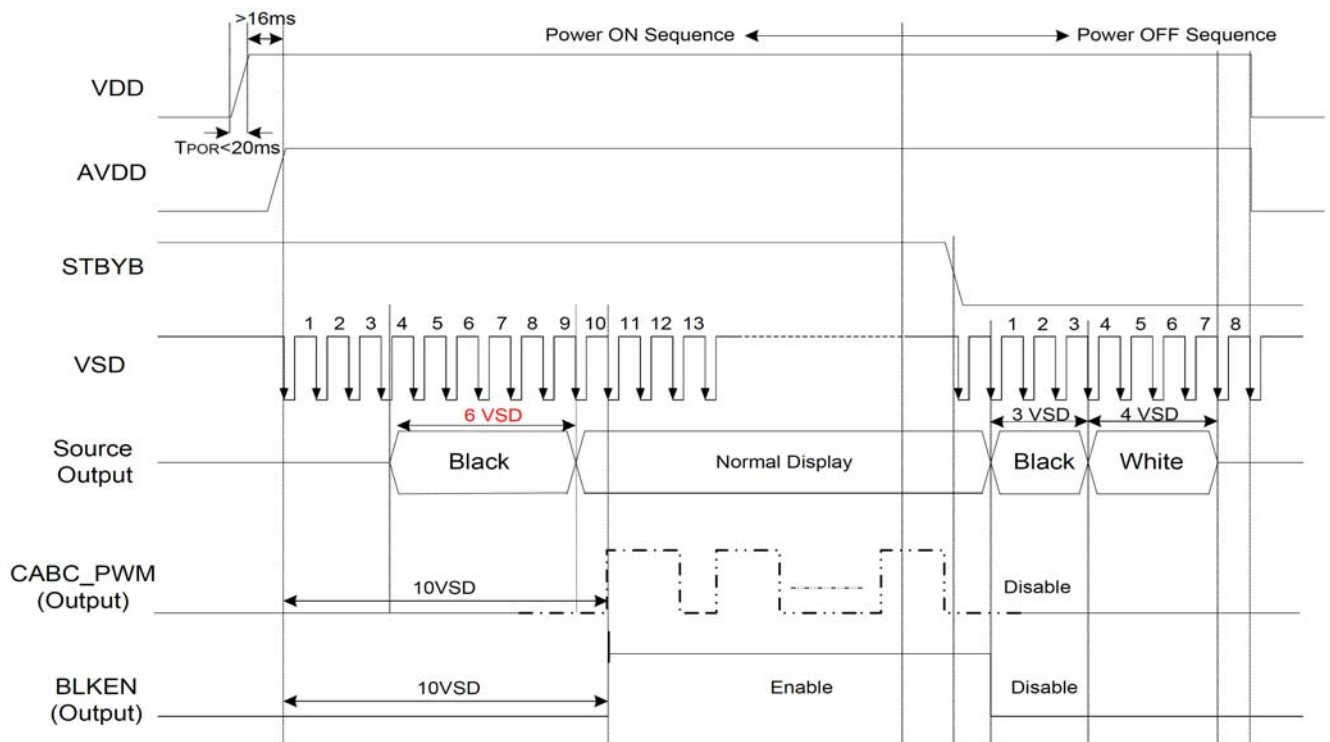 >16ms
Power ON Sequence
Power OFF Sequence
VDD
TPOR<20ms
AVDD
STBYB
1 2 3 4 5 6 7 8 9 10 11 12 13
1 2 3 4 5 6 7 8
VSD
6 VSD
3 VSD
4 VSD
Source
Output
Black
Normal Display
Black
White
CABC_PWM
(Output)
10VSD
Disable
BLKEN
(Output)
10VSD
Enable
Disable